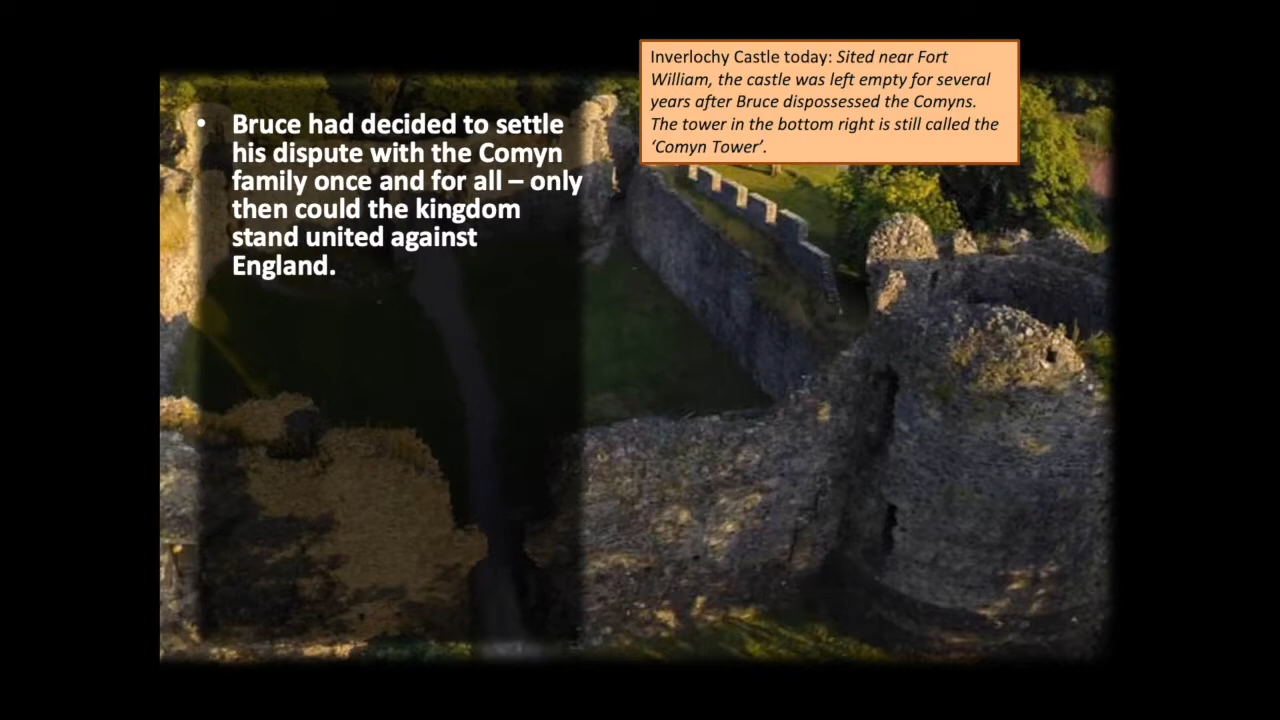 Inverlochy Castle today: Sited near Fort
William, the castle was left empty for several
years after Bruce dispossessed the Comyns.
The tower in the bottom right is still called the
‘Comyn Tower’.
• Bruce had decided to settle
his dispute with the Comyn
family once and for all – only
then could the kingdom
stand united against
England.